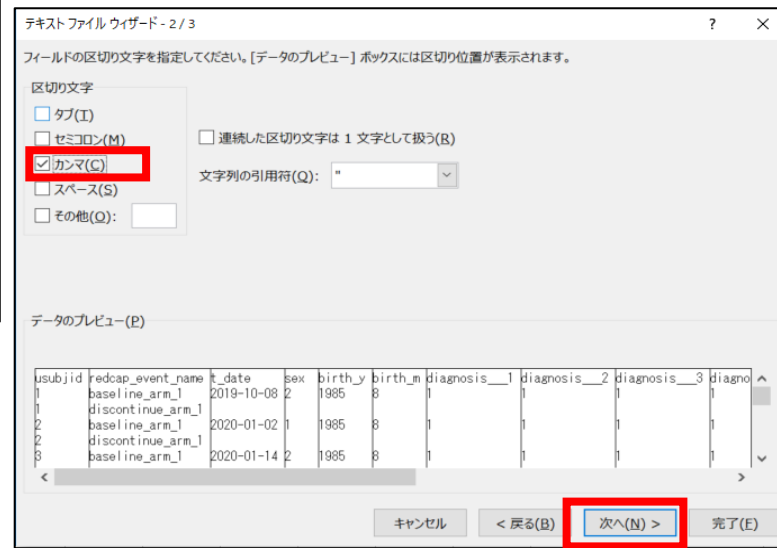 テキスト ファイル ウィザード - 2 / 3 ? ×
フィールドの区切り文字を指定してください。[データのプレビュー] ボックスには区切り位置が表示されます。
区切り文字
タブ(T)
セミコロン(M)
カンマ(C)
スペース(S)
その他(O):
連続した区切り文字は 1 文字として扱う(R)
文字列の引用符(Q): "
データのプレビュー(P)
usubjid redcap_event_name t_date sex birth_y birth_m diagnosis___1 diagnosis___2 diagnosis___3 diagno
1 baseline_arm_1 2019-10-08 2 1985 8 1 1 1 1
1 discontinue_arm_1
2 baseline_arm_1 2020-01-02 1 1985 8 1 1 1 1
2 discontinue_arm_1
3 baseline_arm_1 2020-01-14 2 1985 8 1 1 1 1
キャンセル < 戻る(B) 次へ(N) > 完了(F)